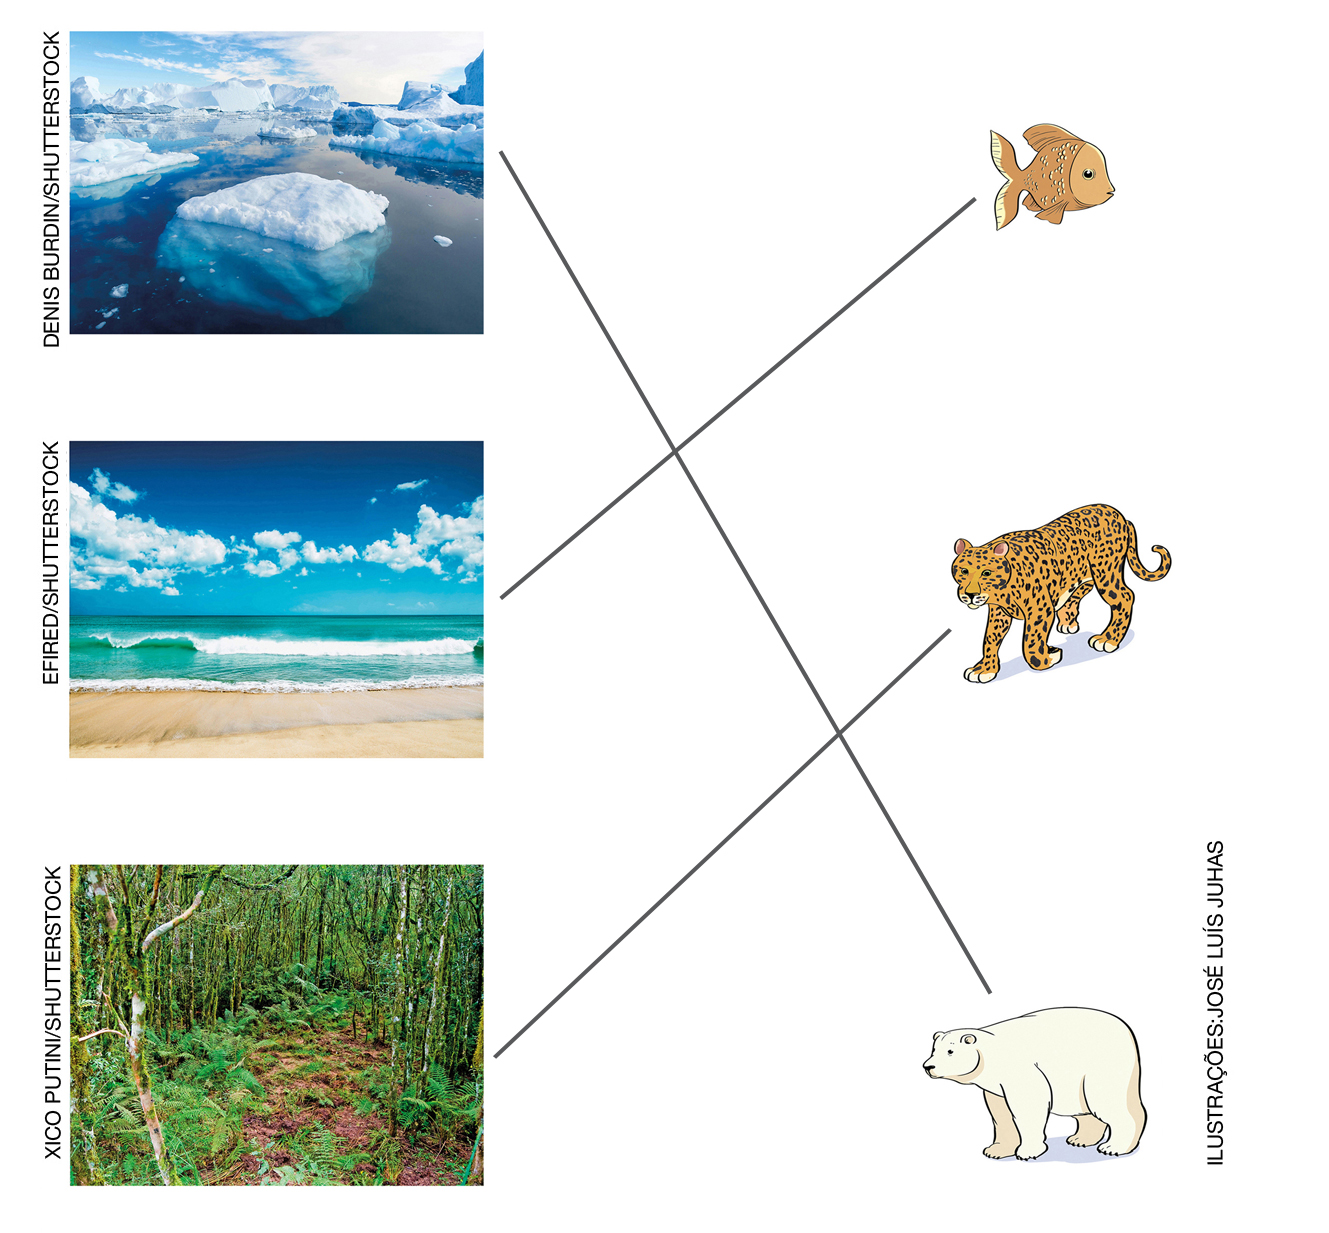 DENIS BURDIN/SHUTTERSTOCK
EFIRED/SHUTTERSTOCK
XICO PUTINI/SHUTTERSTOCK
ILUSTRAÇÕES:JOSÉ LUÍS JUHAS